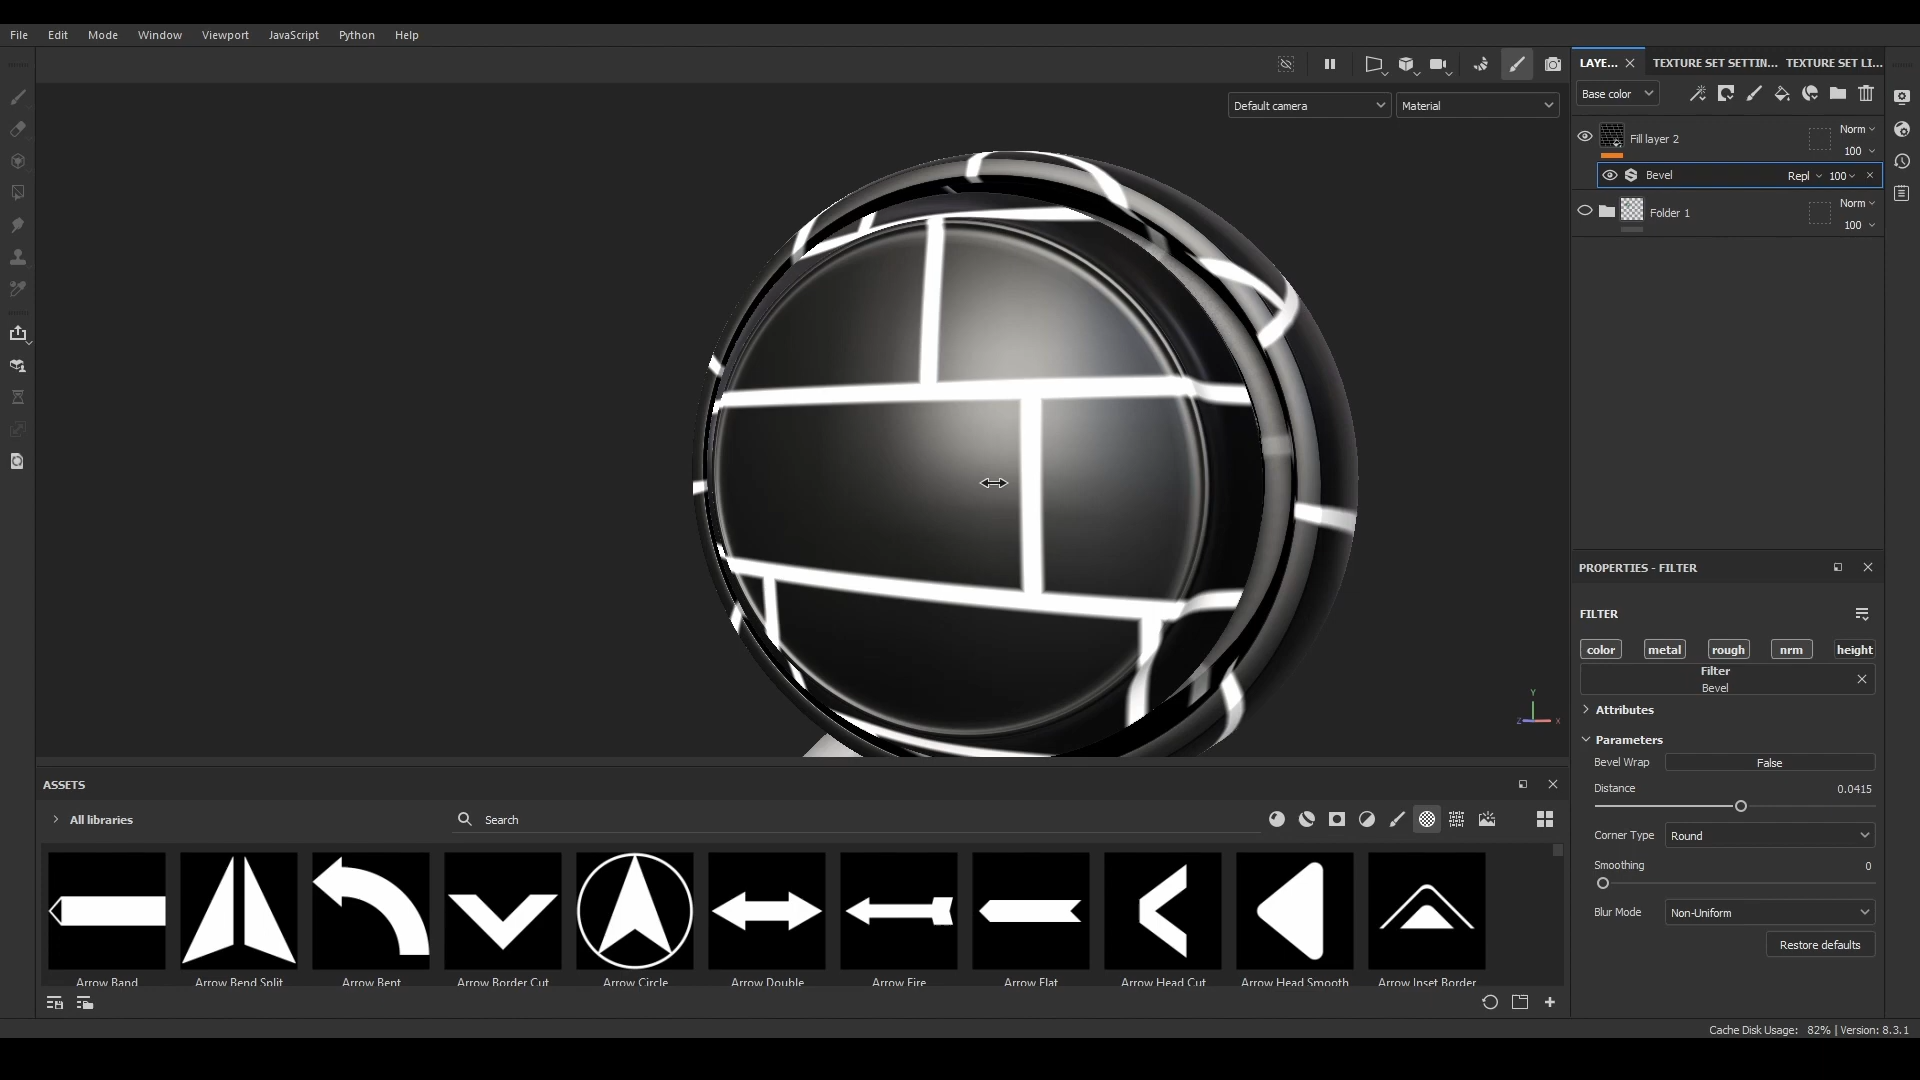 File Edit Mode Window Viewport JavaScript Python Help
LAYE... TEXTURE SET SETTIN... TEXTURE SET LI...
Base color
Default camera Material
Fill layer 2 Norm
100
Bevel Repl 100
Folder 1 Norm
100
PROPERTIES - FILTER
FILTER
color metal rough nrm height
Filter
Bevel
Attributes
Parameters
Bevel Wrap False
Distance 0.0415
Corner Type Round
Smoothing 0
Blur Mode Non-Uniform
Restore defaults
Y
Z X
ASSETS
All libraries Search
Arrow Band Arrow Bend Split Arrow Bent Arrow Border Cut Arrow Circle Arrow Double Arrow Fire Arrow Flat Arrow Head Cut Arrow Head Smooth Arrow Inset Border
Cache Disk Usage: 82% | Version: 8.3.1